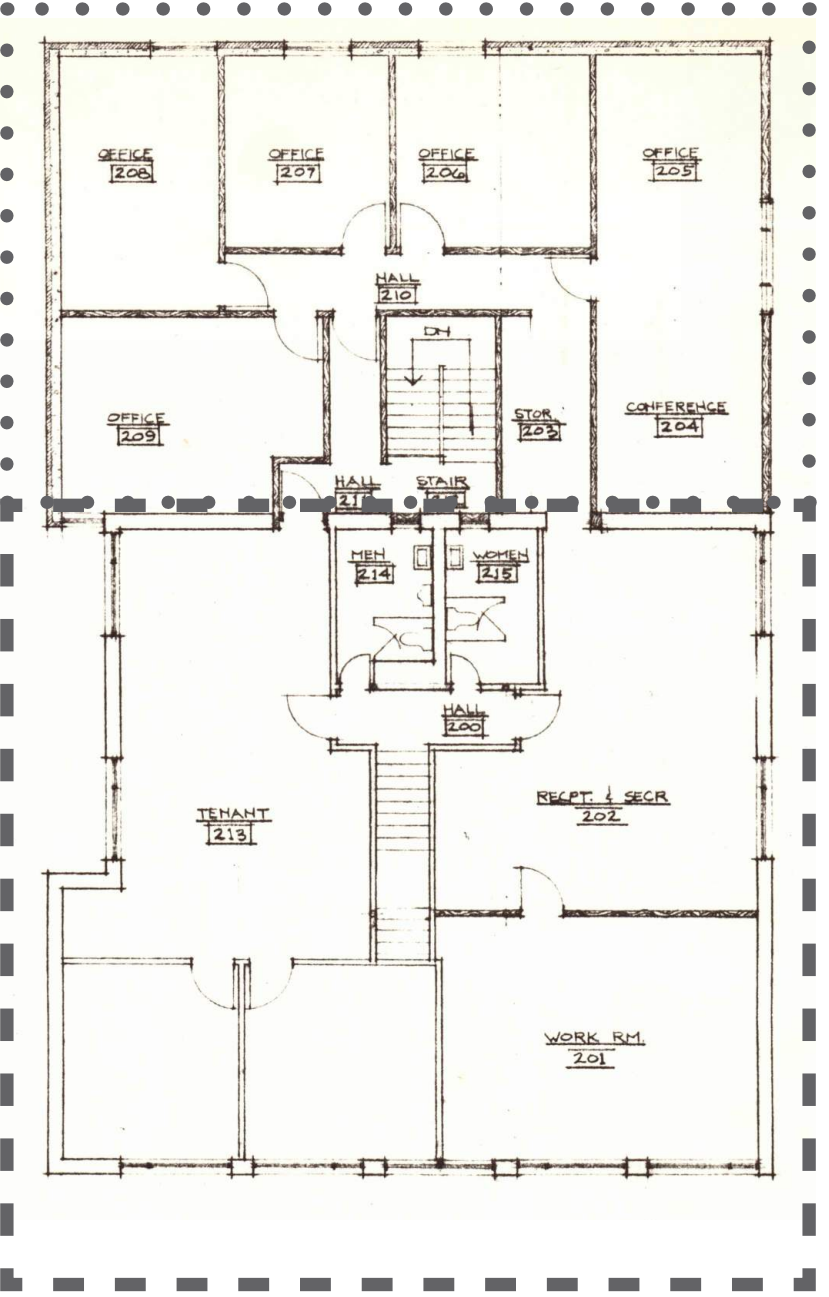 OFFICE
208
OFFICE
207
OFFICE
206
OFFICE
205
HALL
210
DN
OFFICE
209
STOR.
203
CONFERENCE
204
HALL
STAIR
MEN
214
WOMEN
215
HALL
200
TENANT
213
RECPT. & SECR
202
WORK RM.
201